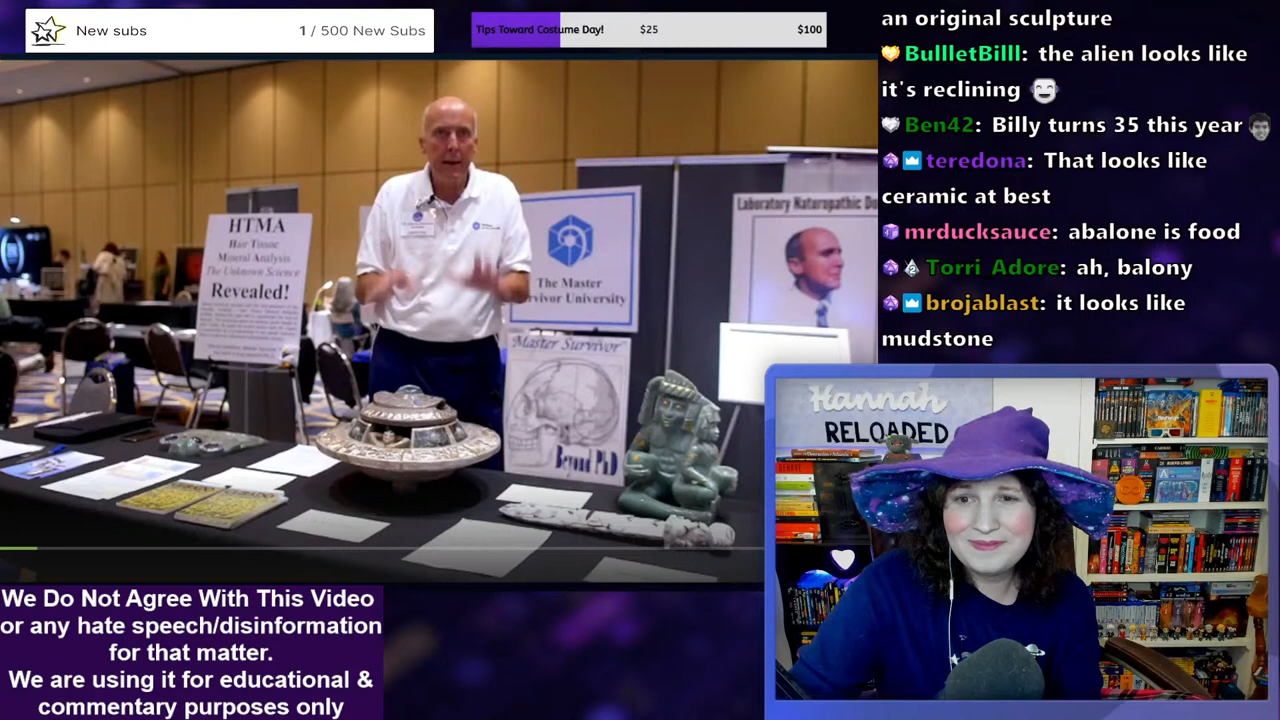 New subs
1 / 500 New Subs
Tips Toward Costume Day!
$25
$100
an original sculpture
BullletBilll: the alien looks like
it's reclining
Ben42: Billy turns 35 this year
teredona: That looks like
ceramic at best
mrducksauce: abalone is food
Torri_Adore: ah, balony
brojablast: it looks like
mudstone
HTMA
Hair Tissue
Mineral Analysis
The Unknown Science
Revealed!
The Master
Survivor University
Laboratory Naturopathic Do
Master Survivor
Beyond PhD
Hannah
RELOADED
We Do Not Agree With This Video
or any hate speech/disinformation
for that matter.
We are using it for educational &
commentary purposes only